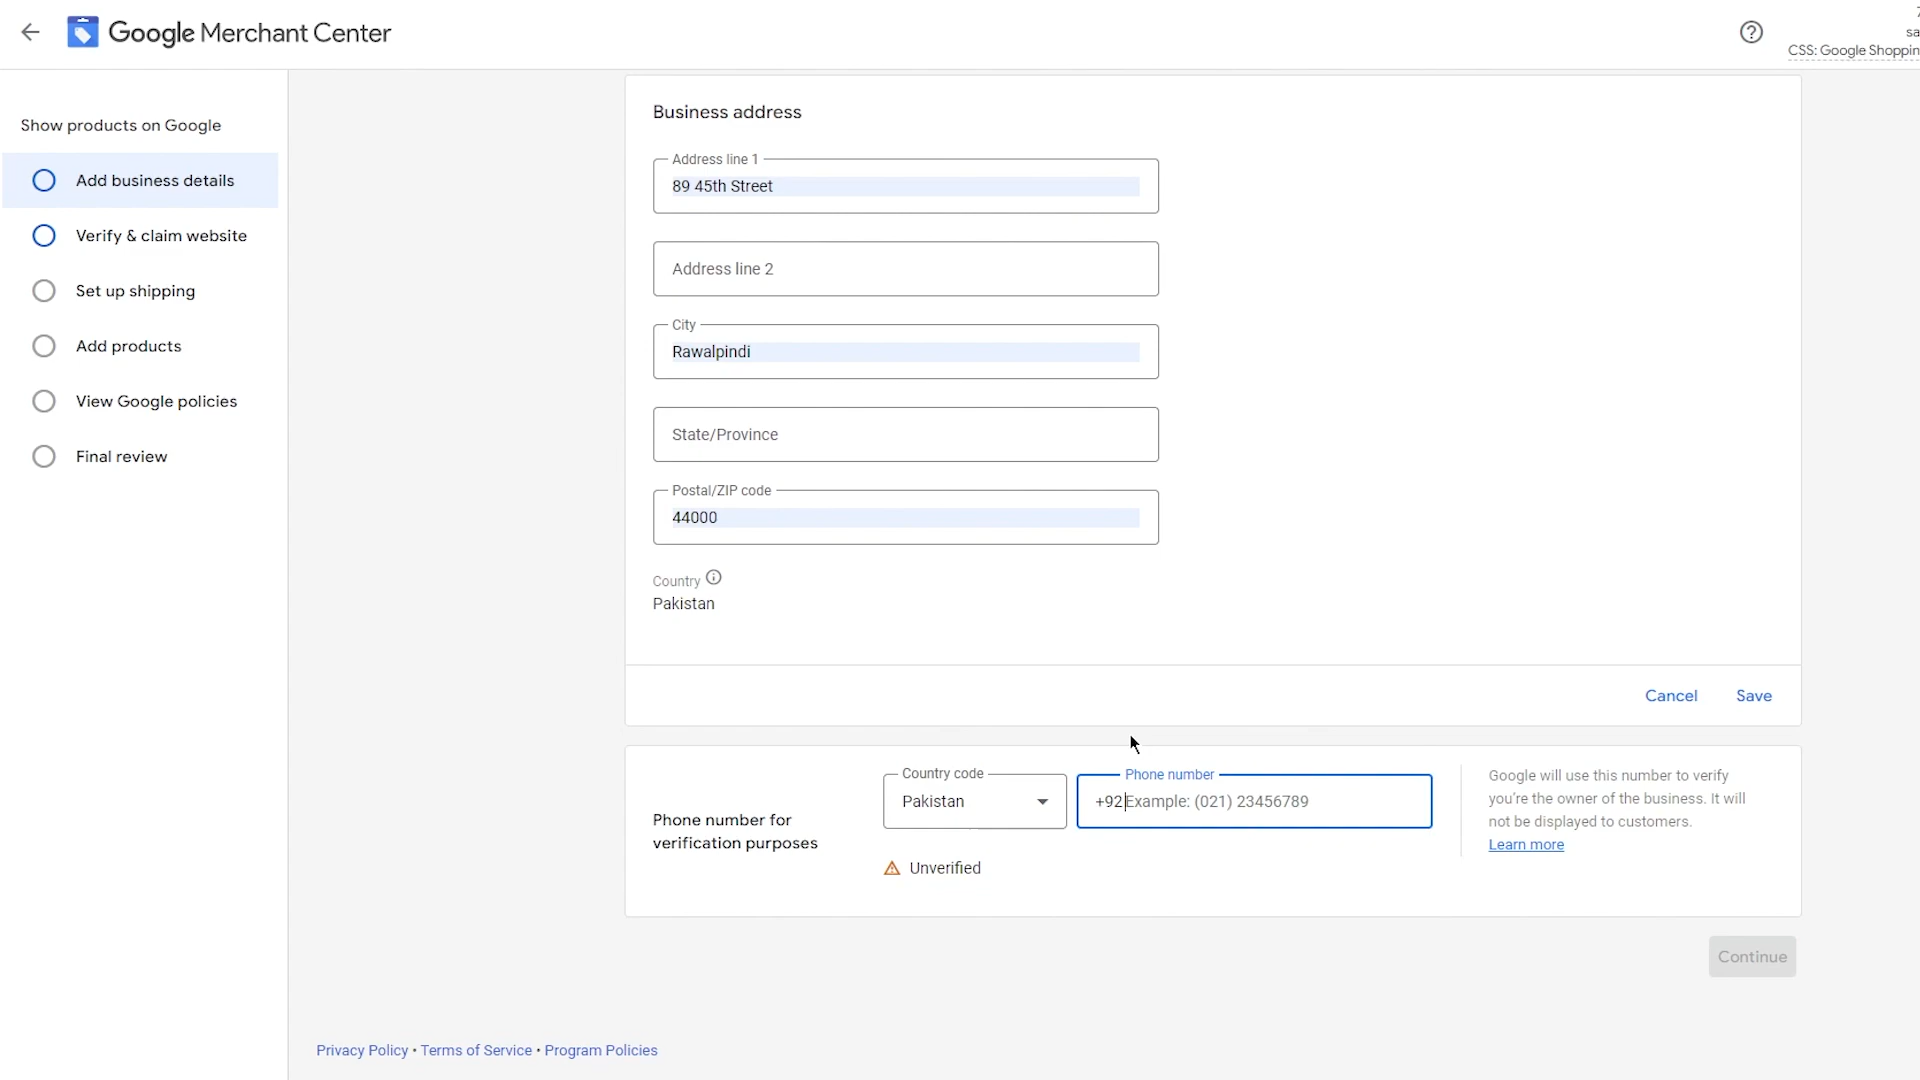 Google Merchant Center
CSS: Google Shoppin
Show products on Google
Add business details
Verify & claim website
Set up shipping
Add products
View Google policies
Final review
Business address
Address line 1
89 45th Street
Address line 2
City
Rawalpindi
State/Province
Postal/ZIP code
44000
Country
Pakistan
Cancel
Save
Phone number for
verification purposes
Country code
Pakistan
Phone number
+92 Example: (021) 23456789
Unverified
Google will use this number to verify
you're the owner of the business. It will
not be displayed to customers.
Learn more
Continue
Privacy Policy • Terms of Service • Program Policies